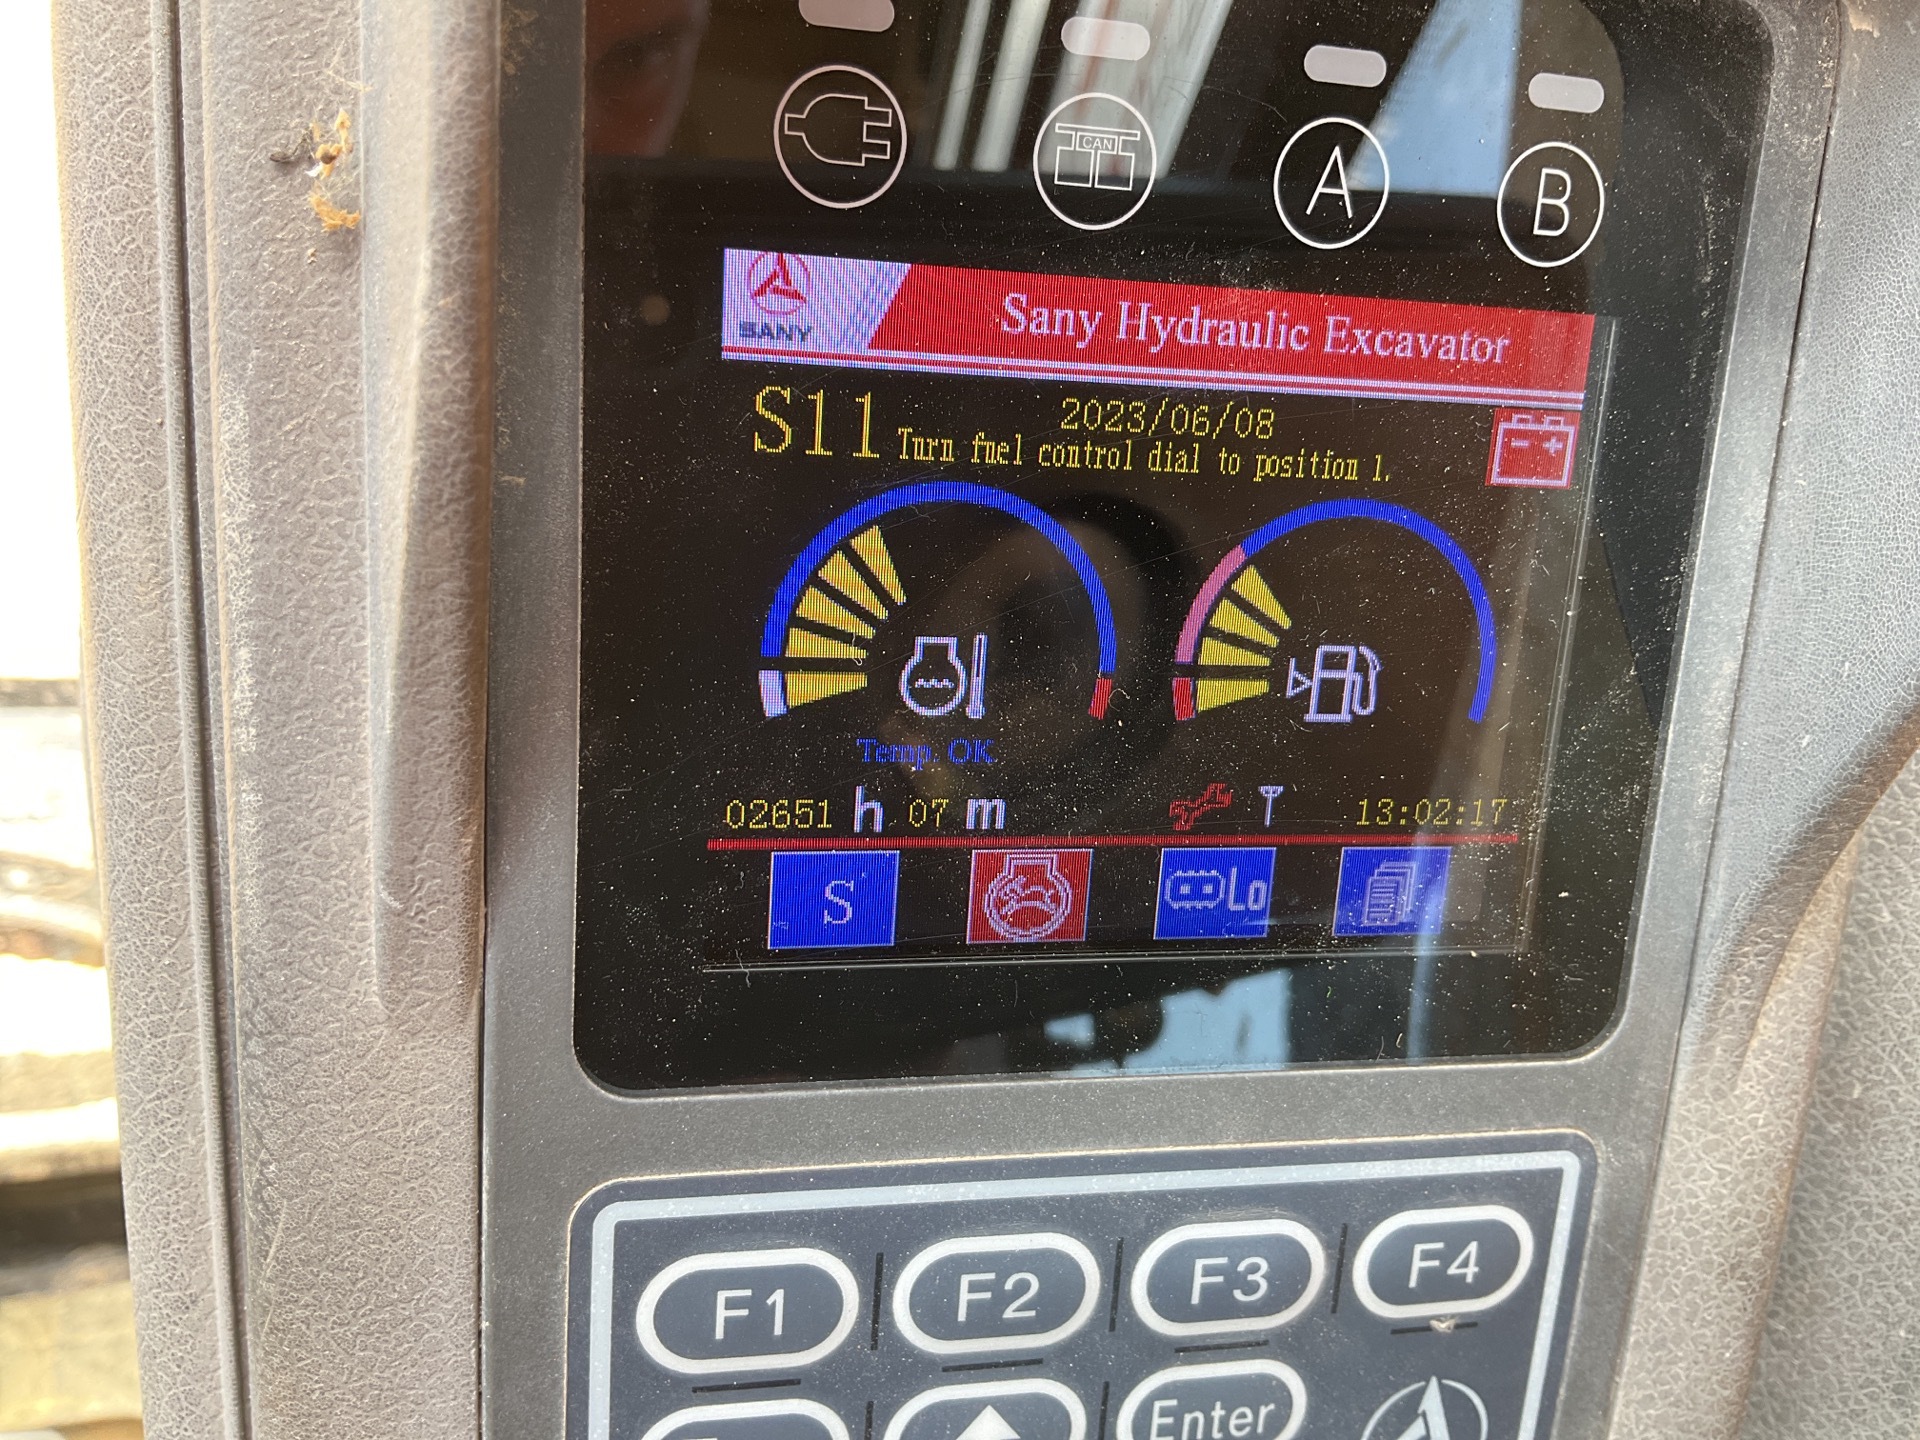 CAN
A
B
SANY
Sany Hydraulic Excavator
S11
2023/06/08
Turn fuel control dial to position 1.
Temp. OK
02651 h 07 m
13:02:17
S
Lo
F1
F2
F3
F4
Enter